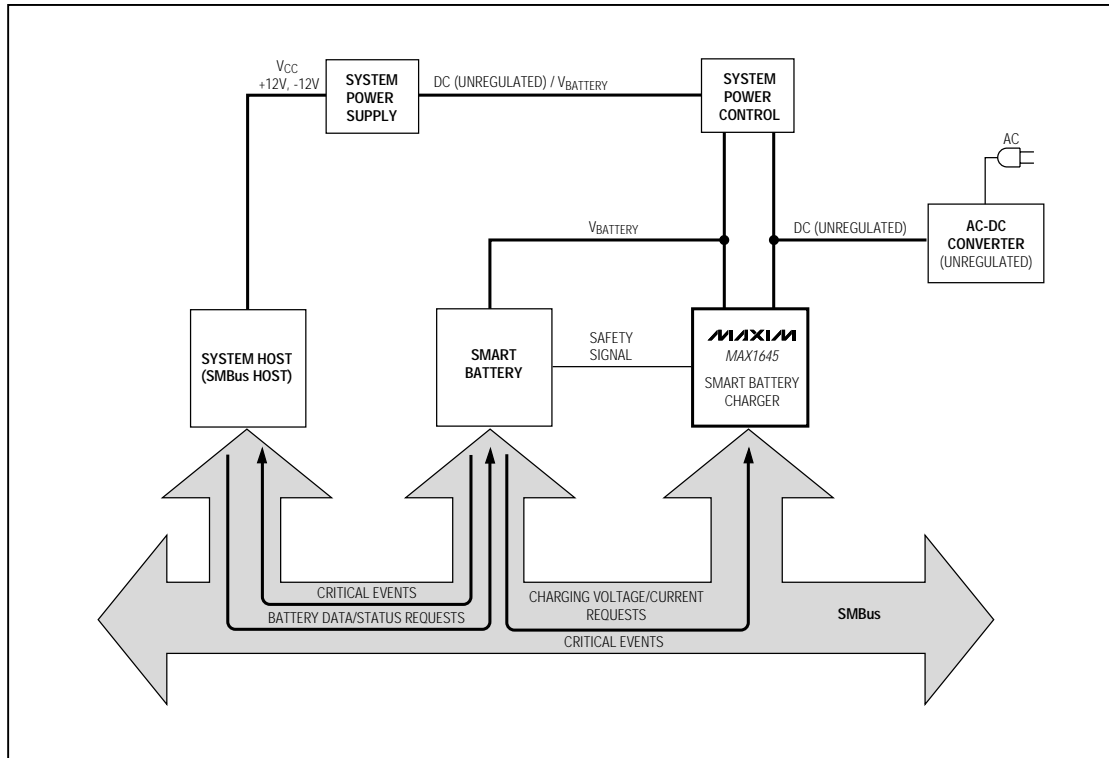 VCC
+12V, -12V
SYSTEM
POWER
SUPPLY
DC (UNREGULATED) / VBATTERY
SYSTEM
POWER
CONTROL
AC
AC-DC
CONVERTER
(UNREGULATED)
VBATTERY
DC (UNREGULATED)
SYSTEM HOST
(SMBus HOST)
SMART
BATTERY
SAFETY
SIGNAL
MAXIM
MAX1645
SMART BATTERY
CHARGER
CRITICAL EVENTS
BATTERY DATA/STATUS REQUESTS
CHARGING VOLTAGE/CURRENT
REQUESTS
CRITICAL EVENTS
SMBus